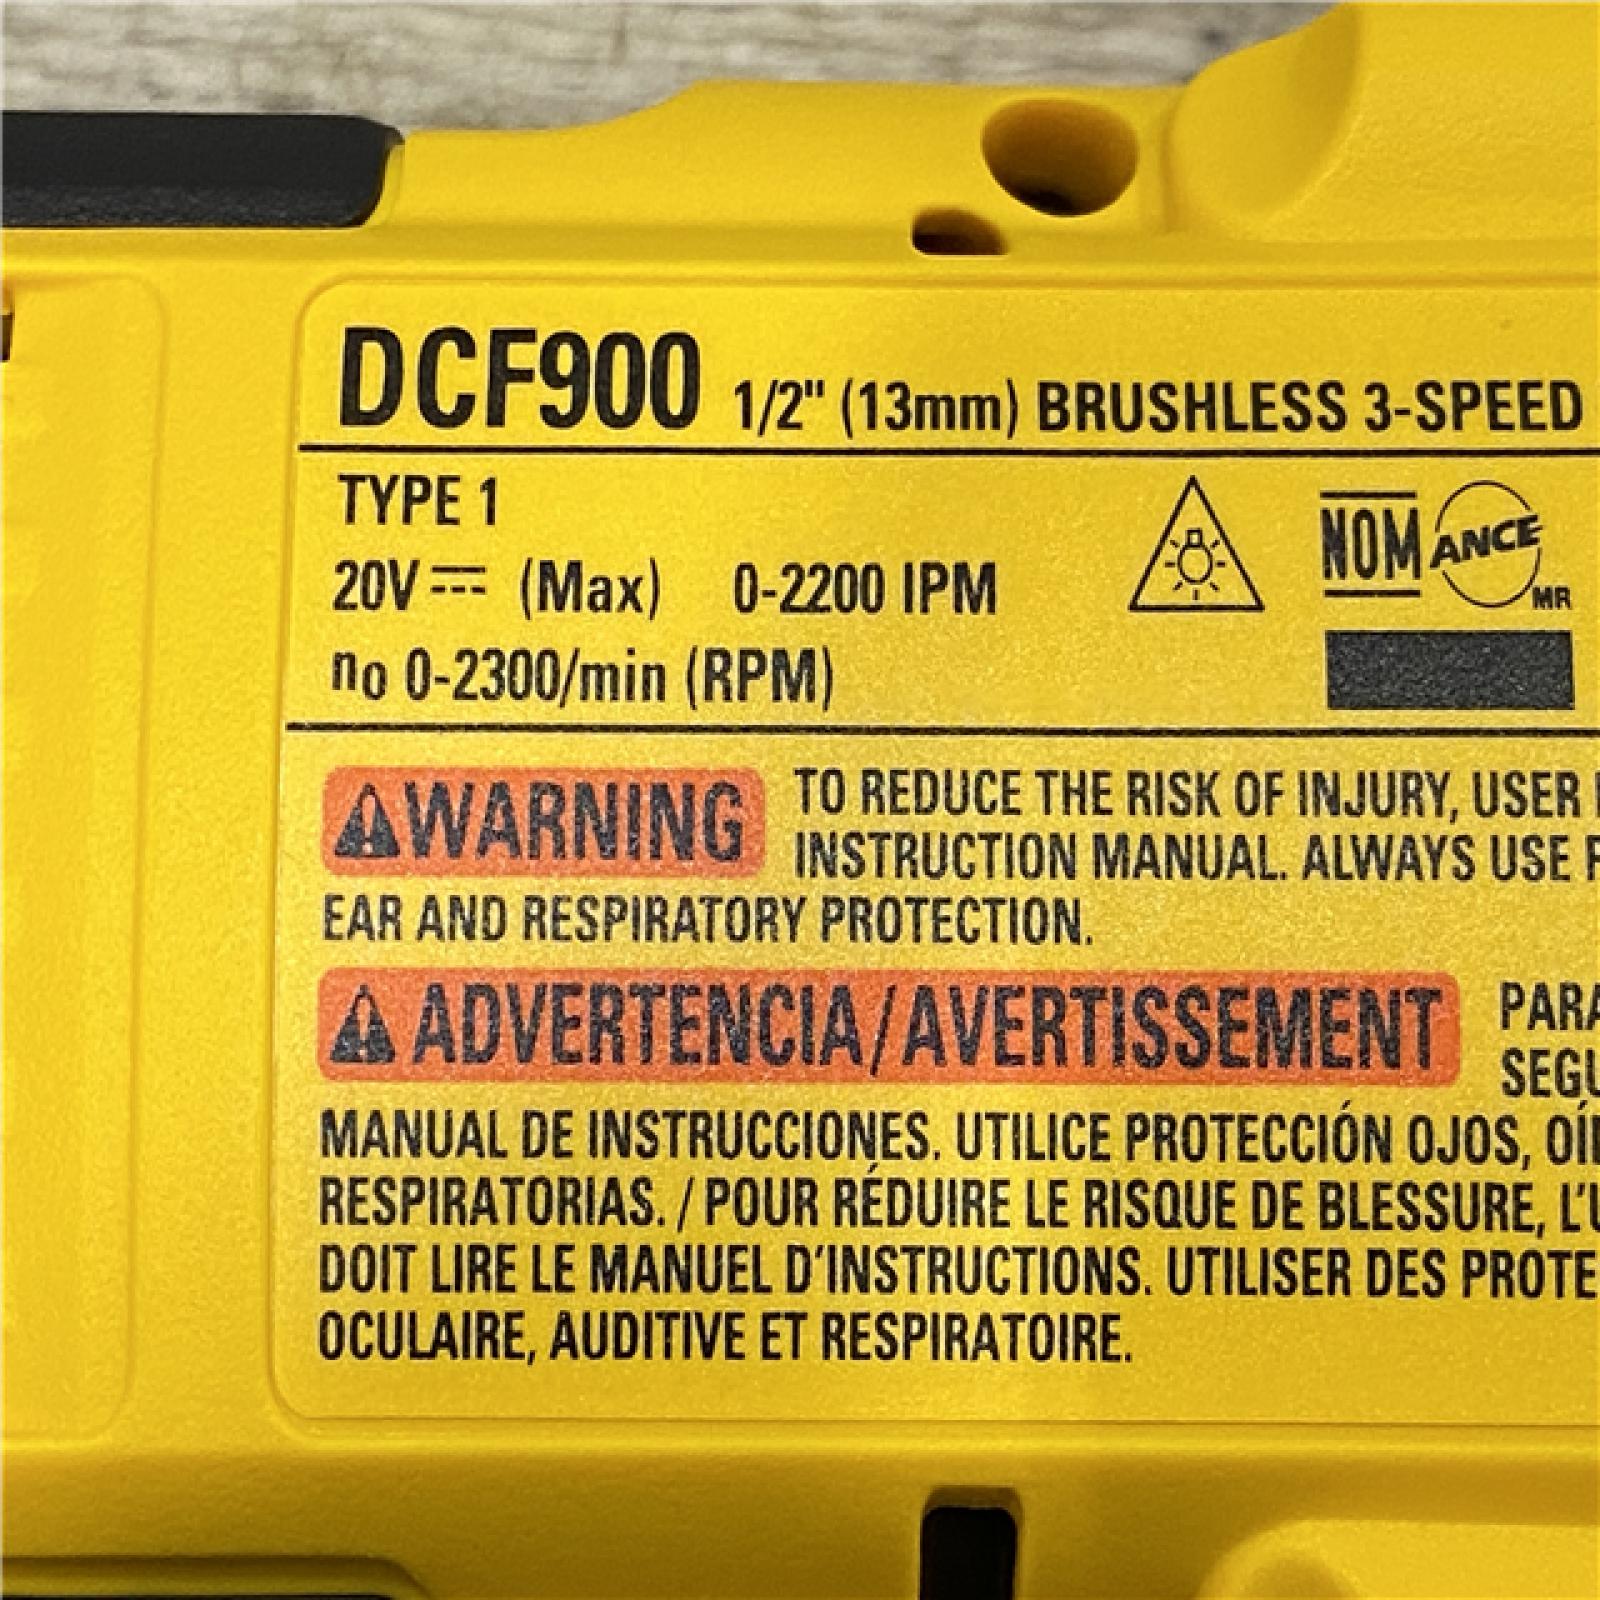 DCF900 1/2" (13mm) BRUSHLESS 3-SPEED
TYPE 1
20V⎓ (Max) 0-2200 IPM
no 0-2300/min (RPM)
NOM ANCE MR
WARNING TO REDUCE THE RISK OF INJURY, USER
INSTRUCTION MANUAL. ALWAYS USE
EAR AND RESPIRATORY PROTECTION.
ADVERTENCIA/AVERTISSEMENT PARA
SEGU
MANUAL DE INSTRUCCIONES. UTILICE PROTECCIÓN OJOS, OÍ
RESPIRATORIAS. / POUR RÉDUIRE LE RISQUE DE BLESSURE, L'U
DOIT LIRE LE MANUEL D'INSTRUCTIONS. UTILISER DES PROTE
OCULAIRE, AUDITIVE ET RESPIRATOIRE.